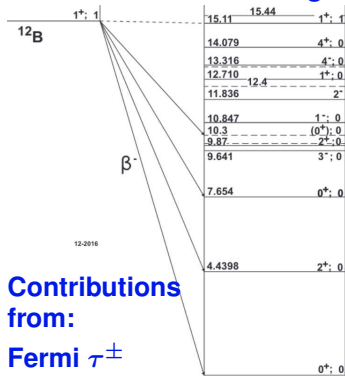 15.44
1⁺; 1
15.11 1⁺; 1
¹²B
14.079 4⁺; 0
13.316 4⁻; 0
12.710 1⁺; 0
12.4
11.836 2⁻
10.847 1⁻; 0
10.3 (0⁺); 0
9.87 2⁺; 0
9.641 3⁻; 0
β⁻
7.654 0⁺; 0
12-2016
4.4398 2⁺; 0
Contributions
from:
Fermi τ±
0⁺; 0